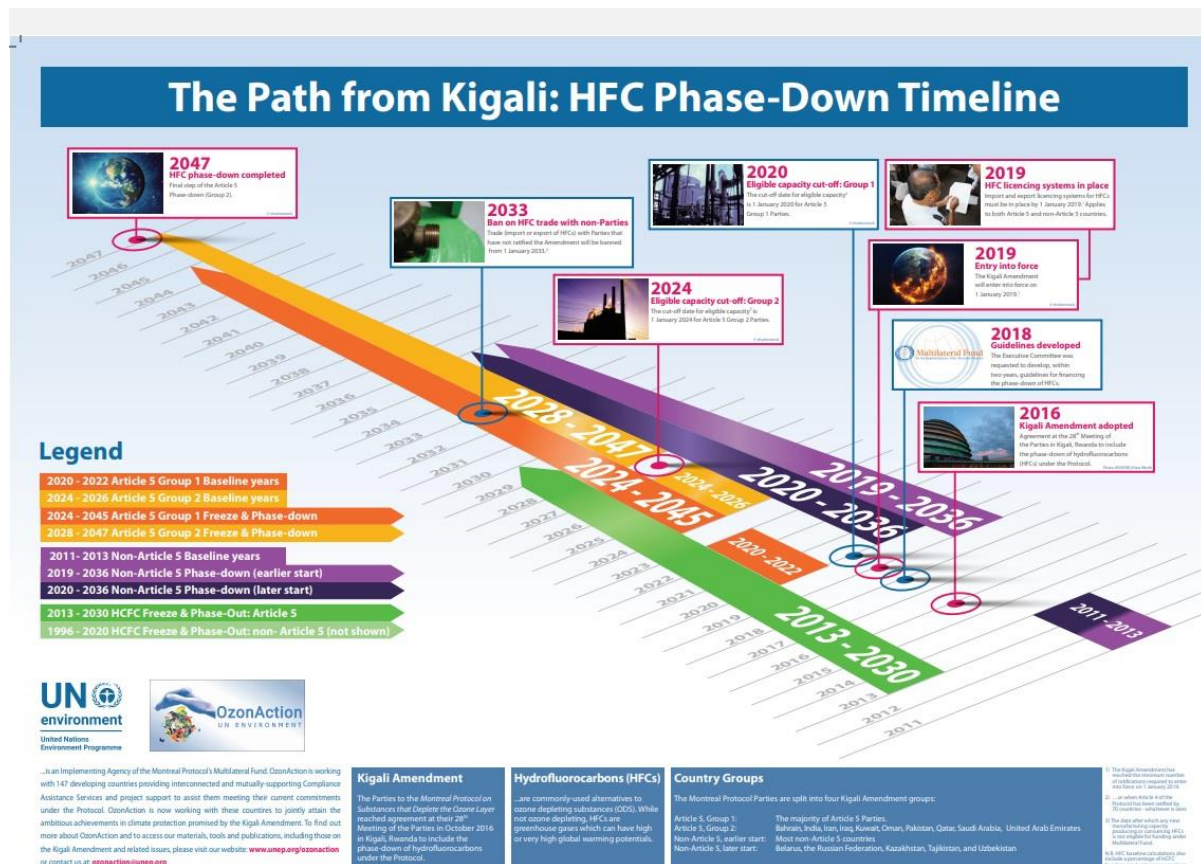 The Path from Kigali: HFC Phase-Down Timeline
2047
HFC phase-down completed
Final step of the Article 5
Phase-down (Group 2).
2033
Ban on HFC trade with non-Parties
Trade (import or export of HFCs) with Parties that
have not ratified the Amendment will be banned
from 1 January 2033.
2020
Eligible capacity cut-off: Group 1
The cut-off date for eligible capacity
is 1 January 2020 for Article 5
Group 1 Parties.
2019
HFC licencing systems in place
Import and export licencing systems for HFCs
must be in place by 1 January 2019. Applies
to both Article 5 and non-Article 5 countries.
2024
Eligible capacity cut-off: Group 2
The cut-off date for eligible capacity is
1 January 2024 for Article 5 Group 2 Parties.
2019
Entry into force
The Kigali Amendment
will enter into force on
1 January 2019.
2018
Guidelines developed
The Executive Committee was
requested to develop, within
two years, guidelines for financing
the phase-down of HFCs.
Multilateral Fund
2016
Kigali Amendment adopted
Agreement at the 28th Meeting of
the Parties in Kigali, Rwanda to include
the phase-down of hydrofluorocarbons
(HFCs) under the Protocol.
2047
2046
2045
2044
2043
2042
2041
2040
2039
2038
2037
2036
2035
2034
2033
2032
2031
2030
2029
2028
2027
2026
2025
2024
2023
2022
2021
2020
2019
2018
2017
2016
2015
2014
2013
2012
2011
2028 - 2047
2024 - 2026
2024 - 2045
2020 - 2022
2019 - 2036
2020 - 2036
2011 - 2013
2013 - 2030
Legend
2020 - 2022 Article 5 Group 1 Baseline years
2024 - 2026 Article 5 Group 2 Baseline years
2024 - 2045 Article 5 Group 1 Freeze & Phase-down
2028 - 2047 Article 5 Group 2 Freeze & Phase-down
2011- 2013 Non-Article 5 Baseline years
2019 - 2036 Non-Article 5 Phase-down (earlier start)
2020 - 2036 Non-Article 5 Phase-down (later start)
2013 - 2030 HCFC Freeze & Phase-Out: Article 5
1996 - 2020 HCFC Freeze & Phase-Out: non- Article 5 (not shown)
UN
environment
United Nations
Environment Programme
OzonAction
UN ENVIRONMENT
...is an Implementing Agency of the Montreal Protocol's Multilateral Fund. OzonAction is working
with 147 developing countries providing interconnected and mutually-supporting Compliance
Assistance Services and project support to assist them meeting their current commitments
under the Protocol. OzonAction is now working with these countries to jointly attain the
ambitious achievements in climate protection promised by the Kigali Amendment. To find out
more about OzonAction and to access our materials, tools and publications, including those on
the Kigali Amendment and related issues, please visit our website: www.unep.org/ozonaction
or contact us at: ozonaction@unep.org
Kigali Amendment
The Parties to the Montreal Protocol on
Substances that Deplete the Ozone Layer
reached agreement at their 28th
Meeting of the Parties in October 2016
in Kigali, Rwanda to include the
phase-down of hydrofluorocarbons
under the Protocol.
Hydrofluorocarbons (HFCs)
...are commonly-used alternatives to
ozone depleting substances (ODS). While
not ozone depleting, HFCs are
greenhouse gases which can have high
or very high global warming potentials.
Country Groups
The Montreal Protocol Parties are split into four Kigali Amendment groups:
Article 5, Group 1: The majority of Article 5 Parties.
Article 5, Group 2: Bahrain, India, Iran, Iraq, Kuwait, Oman, Pakistan, Qatar, Saudi Arabia, United Arab Emirates
Non-Article 5, earlier start: Most non-Article 5 countries
Non-Article 5, later start: Belarus, the Russian Federation, Kazakhstan, Tajikistan, and Uzbekistan